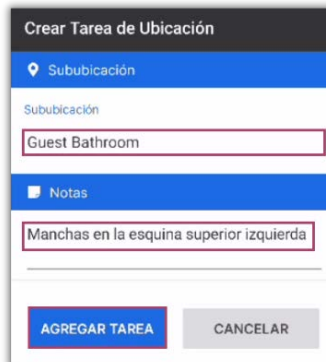 Crear Tarea de Ubicación
Sububicación
Sububicación
Guest Bathroom
Notas
Manchas en la esquina superior izquierda
AGREGAR TAREA
CANCELAR